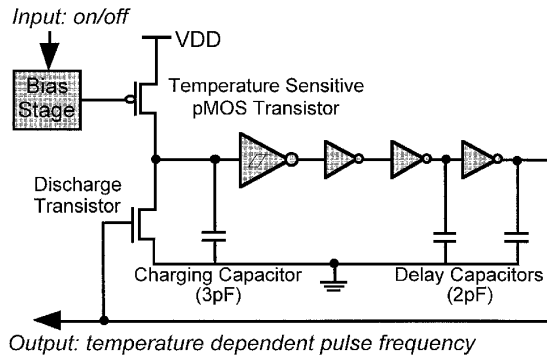 Input: on/off
VDD
Bias
Stage
Temperature Sensitive
pMOS Transistor
Discharge
Transistor
Charging Capacitor
(3pF)
Delay Capacitors
(2pF)
Output: temperature dependent pulse frequency